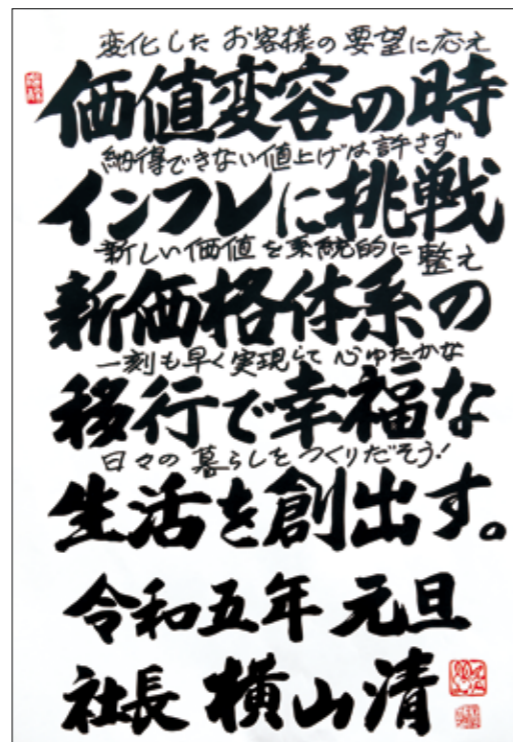 変化した お客様の要望に応え
価値変容の時
納得できない値上げは許さず
インフレに挑戦
新しい価値を系統的に整え
新価格体系の
一刻も早く実現して 心ゆたかな
移行で幸福な
日々の暮らしをつくりだそう!
生活を創出す。
令和五年 元旦
社長 横山清